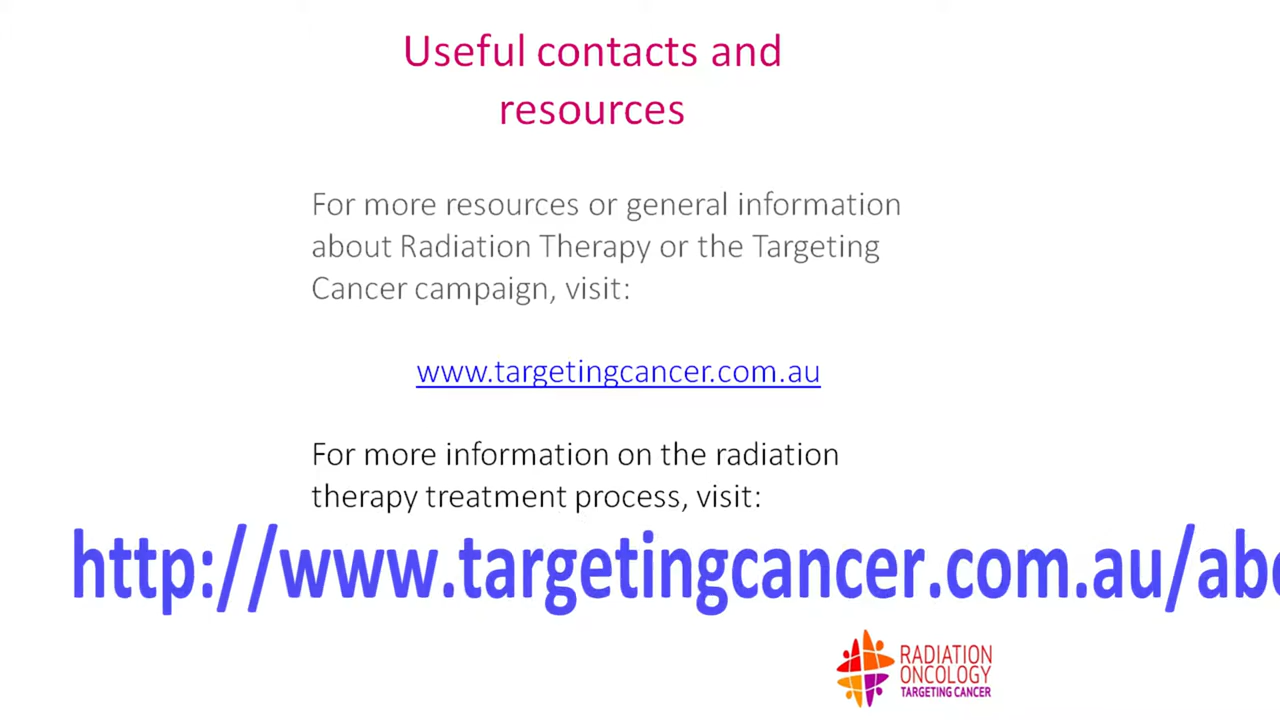 Useful contacts and
resources
For more resources or general information
about Radiation Therapy or the Targeting
Cancer campaign, visit:
www.targetingcancer.com.au
For more information on the radiation
therapy treatment process, visit:
http://www.targetingcancer.com.au/abo
RADIATION
ONCOLOGY
TARGETING CANCER